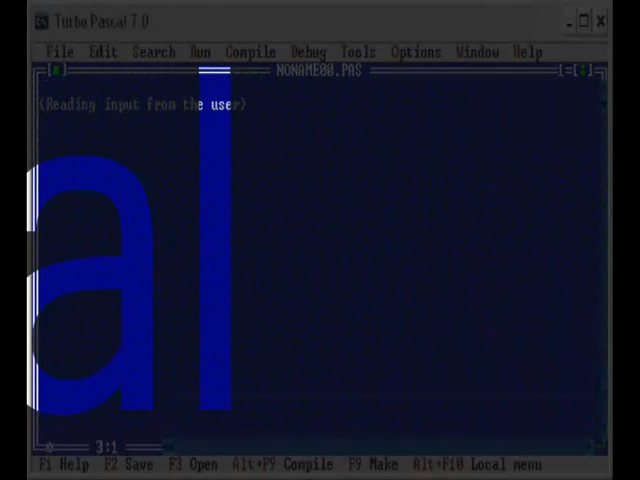 Turbo Pascal 7.0
File Edit Search Run Compile Debug Tools Options Window Help
NONAME00.PAS 1
{Reading input from the user}
al
3:1
F1 Help F2 Save F3 Open Alt+F9 Compile F9 Make Alt+F10 Local menu